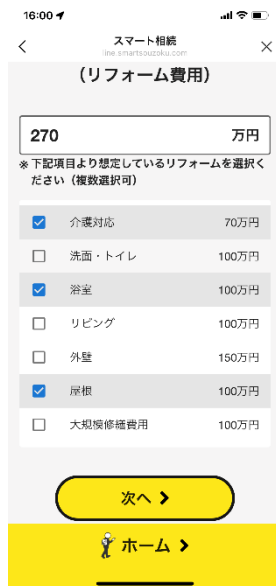 16:00
スマート相続
line.smartsouzoku.com
(リフォーム費用)
270 万円
※下記項目より想定しているリフォームを選択く
ださい(複数選択可)
介護対応 70万円
洗面・トイレ 100万円
浴室 100万円
リビング 100万円
外壁 150万円
屋根 100万円
大規模修繕費用 100万円
次へ
ホーム